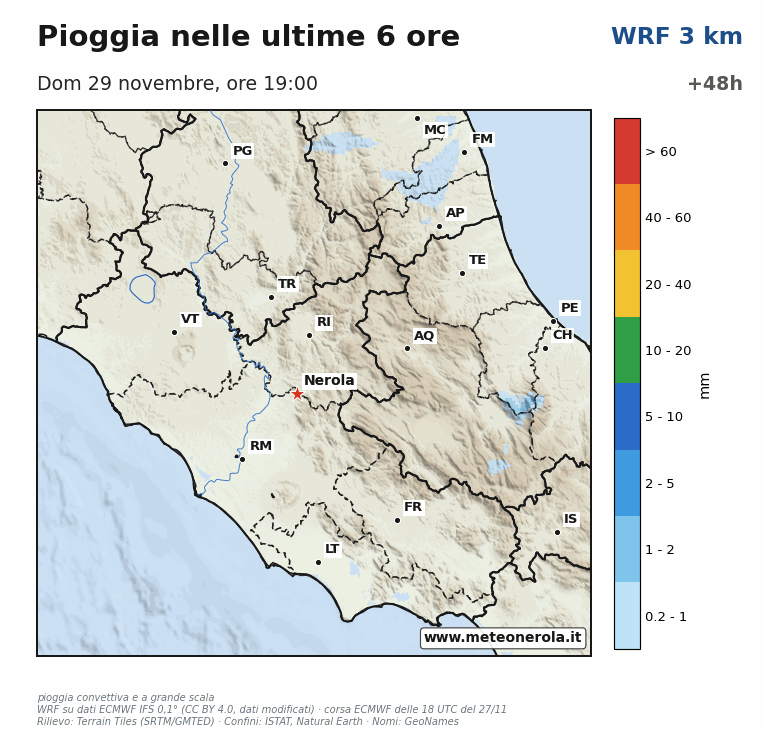 Pioggia nelle ultime 6 ore
WRF 3 km
Dom 29 novembre, ore 19:00
+48h
MC
FM
PG
AP
TE
TR
PE
VT
RI
AQ
CH
Nerola
RM
FR
IS
LT
www.meteonerola.it
> 60
40 - 60
20 - 40
10 - 20
5 - 10
2 - 5
1 - 2
0.2 - 1
mm
pioggia convettiva e a grande scala
WRF su dati ECMWF IFS 0,1° (CC BY 4.0, dati modificati) · corsa ECMWF delle 18 UTC del 27/11
Rilievo: Terrain Tiles (SRTM/GMTED) · Confini: ISTAT, Natural Earth · Nomi: GeoNames